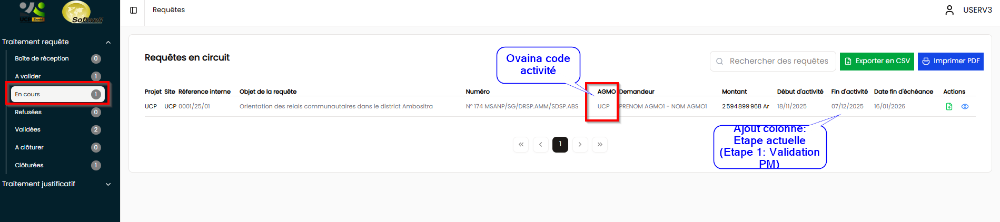 UCP Santé
Softwell
Requêtes
USERV3
Traitement requête
Boîte de réception 0
A valider 1
En cours 1
Refusées 0
Validées 2
A clôturer 0
Clôturées 1
Traitement justificatif
Requêtes en circuit
Ovaina code
activité
Rechercher des requêtes
Exporter en CSV
Imprimer PDF
Projet Site Réference interne Objet de la requête Numéro AGMO Demandeur Montant Début d'activité Fin d'activité Date fin d'échéance Actions
UCP UCP 0001/25/01 Orientation des relais communautaires dans le district Ambositra N° 174 MSANP/SG/DRSP.AMM/SDSP.ABS UCP PRENOM AGMO1 - NOM AGMO1 2 594 899 968 Ar 18/11/2025 07/12/2025 16/01/2026
Ajout colonne:
Etape actuelle
(Etape 1: Validation
PM)
« ‹ 1 › »